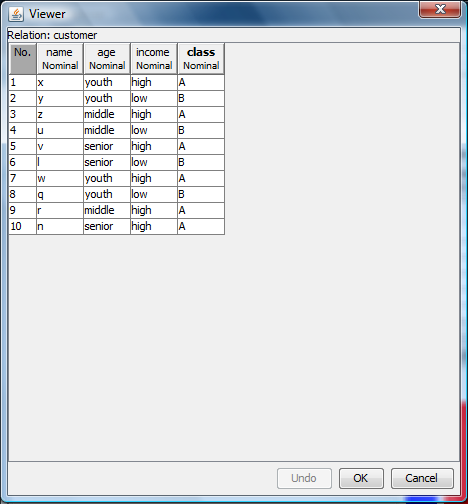 Viewer
Relation: customer
No. name age income class
Nominal Nominal Nominal Nominal
1 x youth high A
2 y youth low B
3 z middle high A
4 u middle low B
5 v senior high A
6 l senior low B
7 w youth high A
8 q youth low B
9 r middle high A
10 n senior high A
Undo OK Cancel